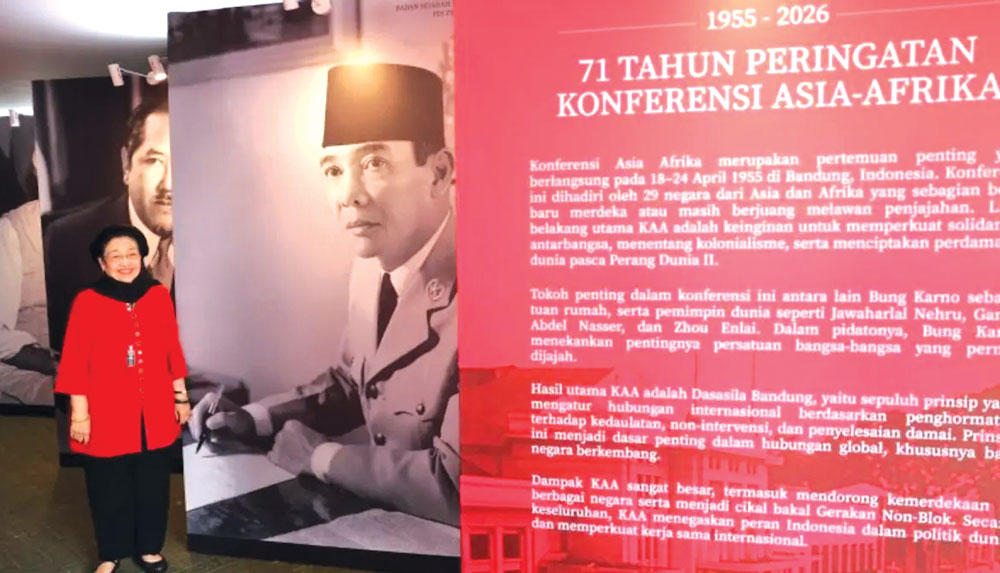 BADAN SEJARAH
1955 - 2026
71 TAHUN PERINGATAN
KONFERENSI ASIA-AFRIKA
Konferensi Asia Afrika merupakan pertemuan penting
berlangsung pada 18–24 April 1955 di Bandung, Indonesia. Konfere
ini dihadiri oleh 29 negara dari Asia dan Afrika yang sebagian be
baru merdeka atau masih berjuang melawan penjajahan. La
belakang utama KAA adalah keinginan untuk memperkuat solidar
antarbangsa, menentang kolonialisme, serta menciptakan perdama
dunia pasca Perang Dunia II.
Tokoh penting dalam konferensi ini antara lain Bung Karno seba
tuan rumah, serta pemimpin dunia seperti Jawaharlal Nehru, Gam
Abdel Nasser, dan Zhou Enlai. Dalam pidatonya, Bung Kar
menekankan pentingnya persatuan bangsa-bangsa yang pern
dijajah.
Hasil utama KAA adalah Dasasila Bandung, yaitu sepuluh prinsip ya
mengatur hubungan internasional berdasarkan penghormat
terhadap kedaulatan, non-intervensi, dan penyelesaian damai. Prins
ini menjadi dasar penting dalam hubungan global, khususnya ba
negara berkembang.
Dampak KAA sangat besar, termasuk mendorong kemerdekaan
berbagai negara serta menjadi cikal bakal Gerakan Non-Blok. Seca
keseluruhan, KAA menegaskan peran Indonesia dalam politik dun
dan memperkuat kerja sama internasional.